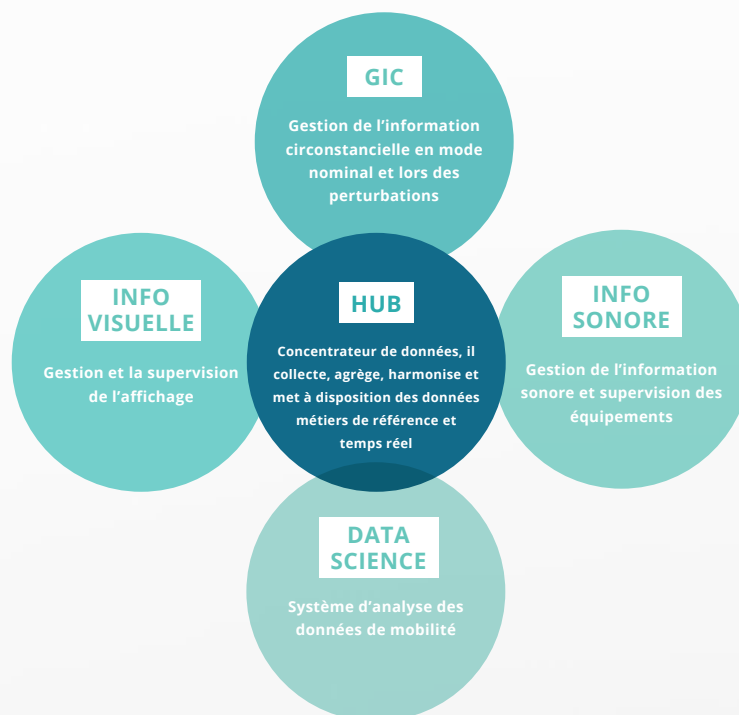 GIC
Gestion de l’information
circonstancielle en mode
nominal et lors des
perturbations
INFO
VISUELLE
Gestion et la supervision
de l’affichage
HUB
Concentrateur de données, il
collecte, agrège, harmonise et
met à disposition des données
métiers de référence et
temps réel
INFO
SONORE
Gestion de l’information
sonore et supervision des
équipements
DATA
SCIENCE
Système d’analyse des
données de mobilité